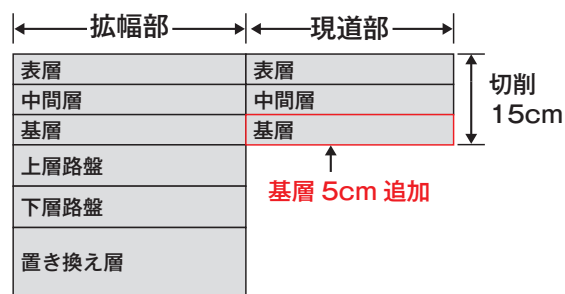 拡幅部
現道部
表層
表層
中間層
中間層
基層
基層
切削
15cm
上層路盤
基層 5cm 追加
下層路盤
置き換え層